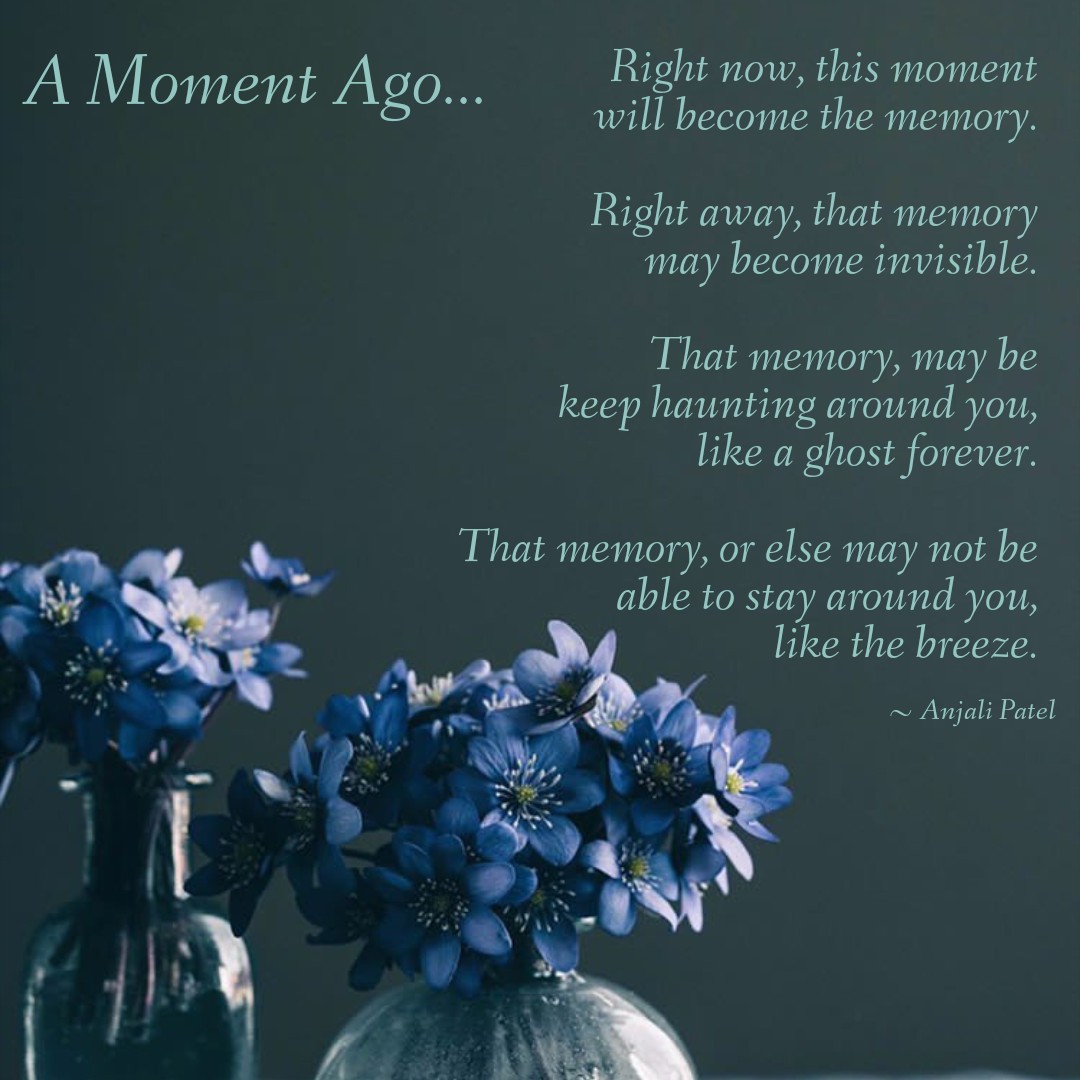 A Moment Ago...
Right now, this moment
will become the memory.
Right away, that memory
may become invisible.
That memory, may be
keep haunting around you,
like a ghost forever.
That memory, or else may not be
able to stay around you,
like the breeze.
~ Anjali Patel